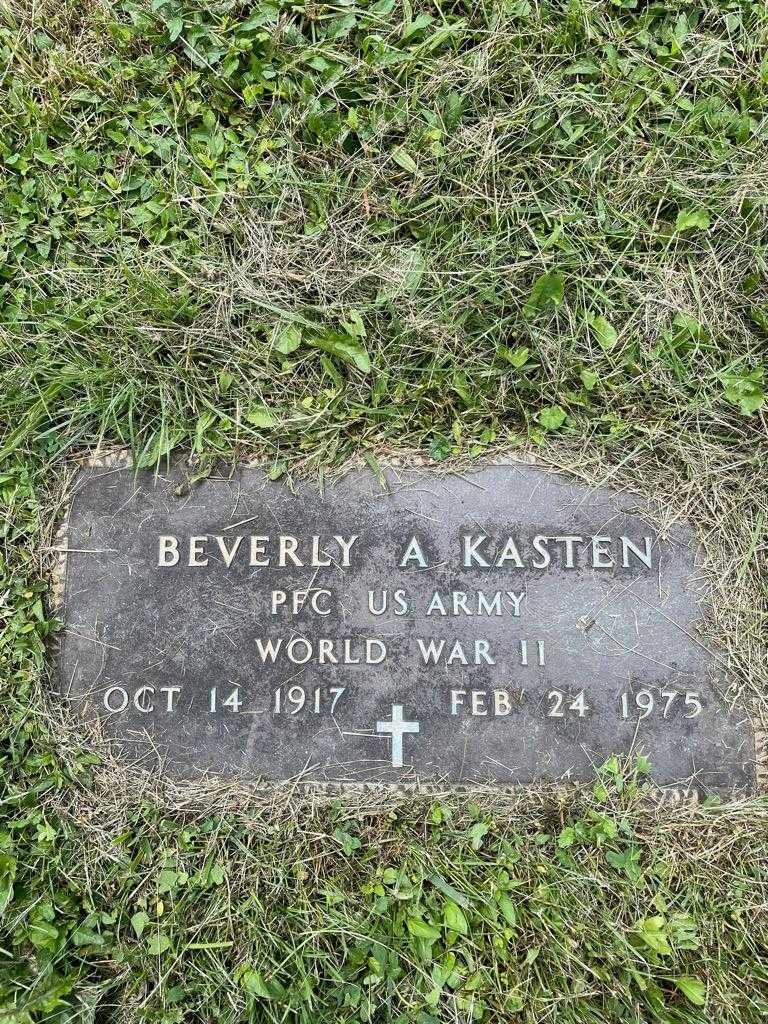 BEVERLY A KASTEN
PFC US ARMY
WORLD WAR II
OCT 14 1917 FEB 24 1975